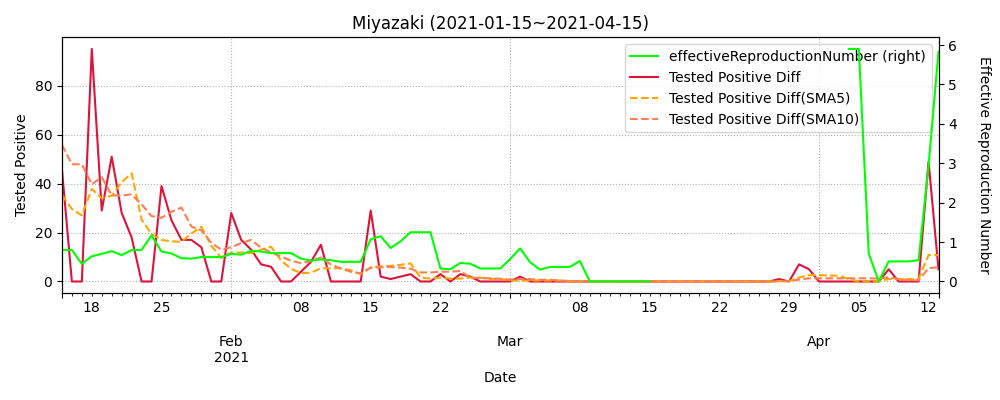 Miyazaki (2021-01-15~2021-04-15)
effectiveReproductionNumber (right)
Tested Positive Diff
Tested Positive Diff(SMA5)
Tested Positive Diff(SMA10)
Tested Positive
80
60
40
20
0
6
5
4
3
2
1
0
Effective Reproduction Number
18 25 08 15 22 08 15 22 29 05 12
Feb Mar Apr
2021
Date